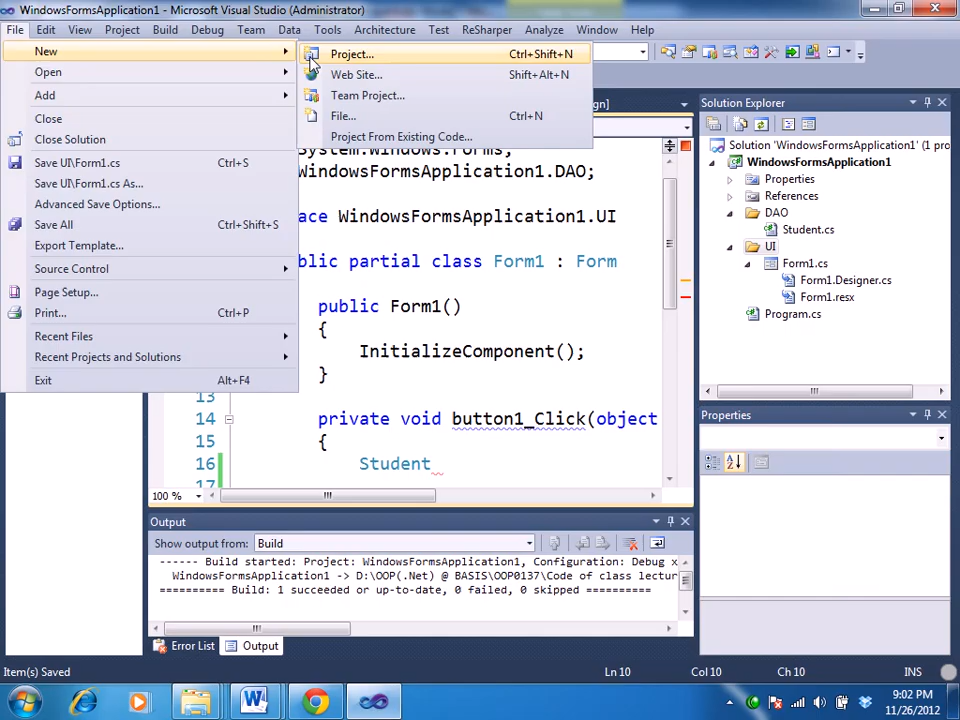 WindowsFormsApplication1 - Microsoft Visual Studio (Administrator)
File Edit View Project Build Debug Team Data Tools Architecture Test ReSharper Analyze Window Help
New
Open
Add
Close
Close Solution
Save UI\Form1.cs Ctrl+S
Save UI\Form1.cs As...
Advanced Save Options...
Save All Ctrl+Shift+S
Export Template...
Source Control
Page Setup...
Print... Ctrl+P
Recent Files
Recent Projects and Solutions
Exit Alt+F4
Project... Ctrl+Shift+N
Web Site... Shift+Alt+N
Team Project...
File... Ctrl+N
Project From Existing Code...
System.Windows.Forms;
WindowsFormsApplication1.DAO;
ace WindowsFormsApplication1.UI
blic partial class Form1 : Form
public Form1()
{
InitializeComponent();
}
13
14 private void button1_Click(object
15 {
16 Student
17
100 %
Output
Show output from: Build
------ Build started: Project: WindowsFormsApplication1, Configuration: Debug x
WindowsFormsApplication1 -> D:\OOP(.Net) @ BASIS\OOP0137\Code of class lectur
========== Build: 1 succeeded or up-to-date, 0 failed, 0 skipped ==========
Error List Output
Solution Explorer
Solution 'WindowsFormsApplication1' (1 pro
WindowsFormsApplication1
Properties
References
DAO
Student.cs
UI
Form1.cs
Form1.Designer.cs
Form1.resx
Program.cs
Properties
Item(s) Saved Ln 10 Col 10 Ch 10 INS
9:02 PM
11/26/2012